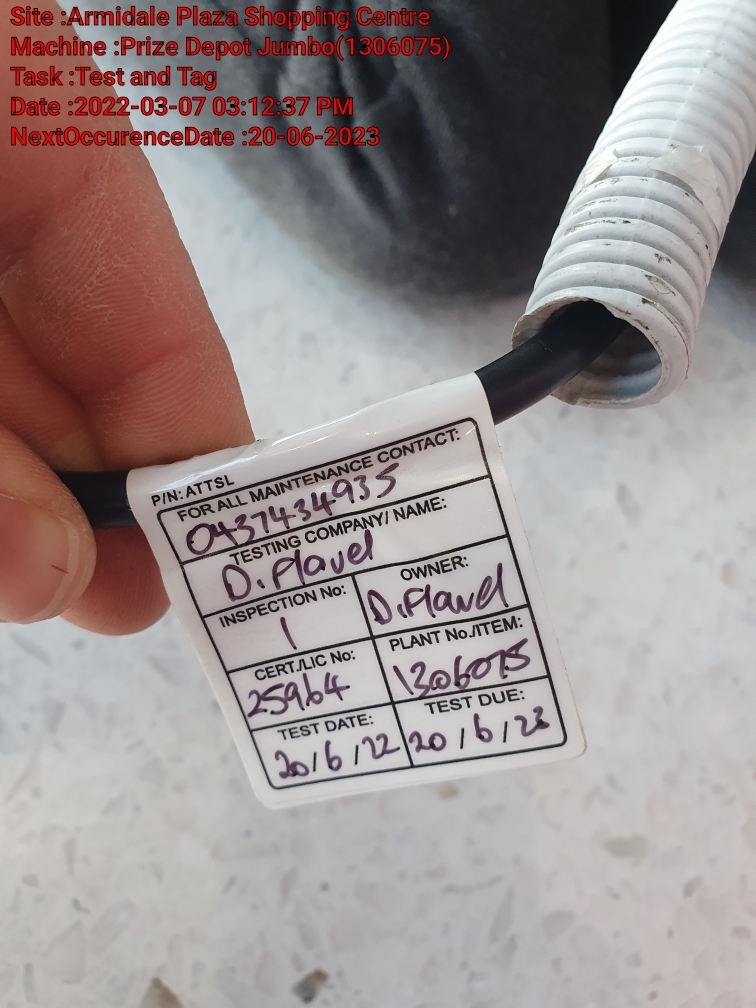 Site :Armidale Plaza Shopping Centre
Machine :Prize Depot Jumbo(1306075)
Task :Test and Tag
Date :2022-03-07 03:12:37 PM
NextOccurenceDate :20-06-2023
P/N: ATTSL
FOR ALL MAINTENANCE CONTACT:
0437434935
TESTING COMPANY/ NAME:
D. Plavel
INSPECTION No:
1
OWNER:
D. Plavel
CERT./LIC No:
25964
PLANT No./ITEM:
1306075
TEST DATE:
20/6/22
TEST DUE:
20/6/23